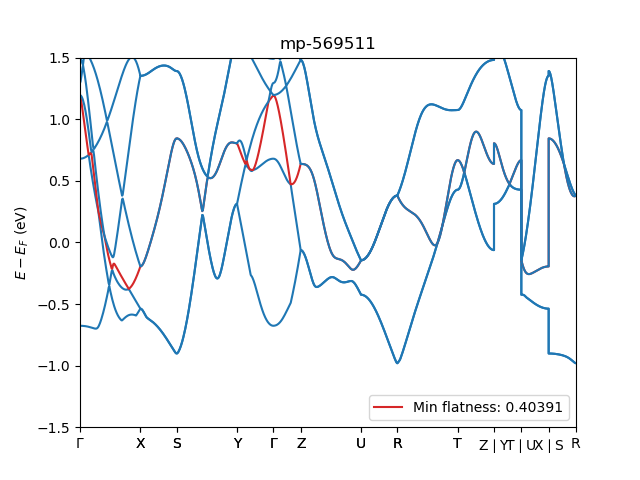 mp-569511
E − E_F (eV)
1.5
1.0
0.5
0.0
−0.5
−1.0
−1.5
Min flatness: 0.40391
Γ X S Y Γ Z U R T Z | YT | UX | S R